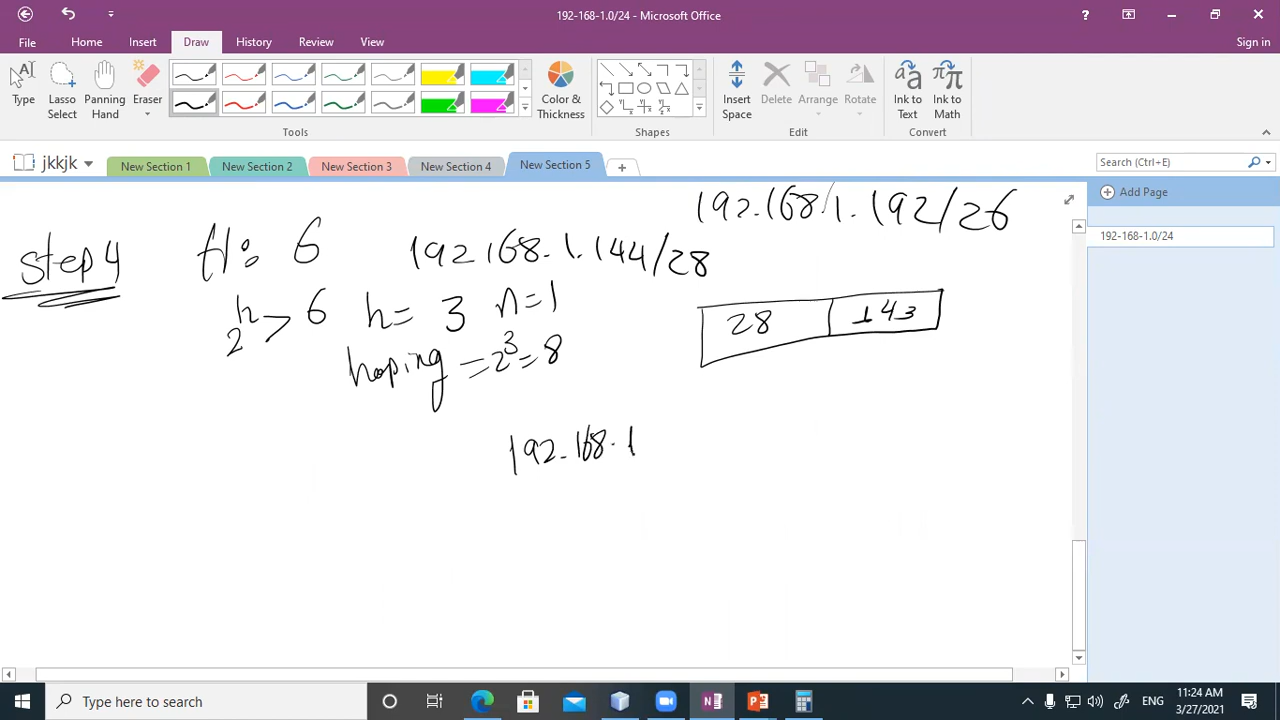 192-168-1.0/24 - Microsoft Office
File Home Insert Draw History Review View Sign in
Type Lasso Select Panning Hand Eraser Color & Thickness Insert Space Delete Arrange Rotate Ink to Text Ink to Math
Tools Shapes Edit Convert
jkkjk New Section 1 New Section 2 New Section 3 New Section 4 New Section 5 Search (Ctrl+E)
Add Page
192-168-1.0/24
192.168.1.192/26
step4 H: 6 192.168.1.144/28
2^h > 6 h = 3 n=1
28 143
hoping = 2^3 = 8
192.168.1
Type here to search
ENG 11:24 AM
3/27/2021